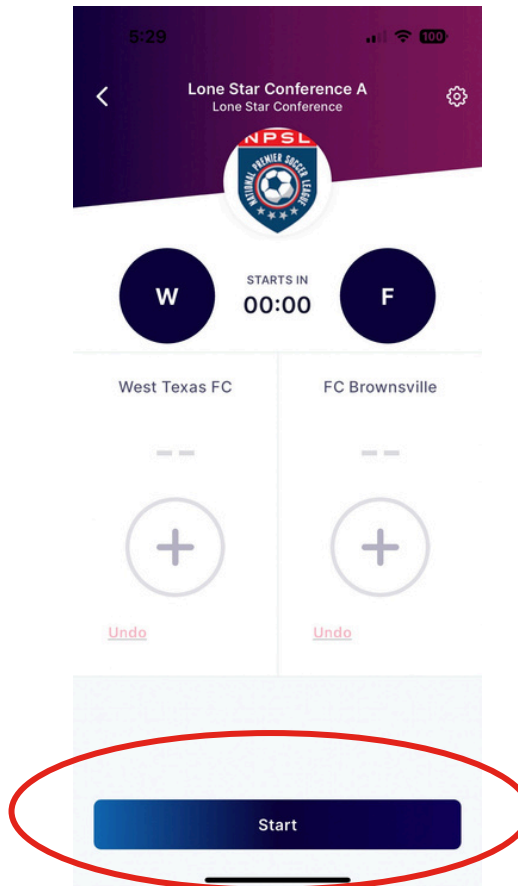 5:29
100
Lone Star Conference A
Lone Star Conference
NPSL
NATIONAL PREMIER SOCCER LEAGUE
W
STARTS IN
00:00
F
West Texas FC
FC Brownsville
-- --
Undo
Undo
Start